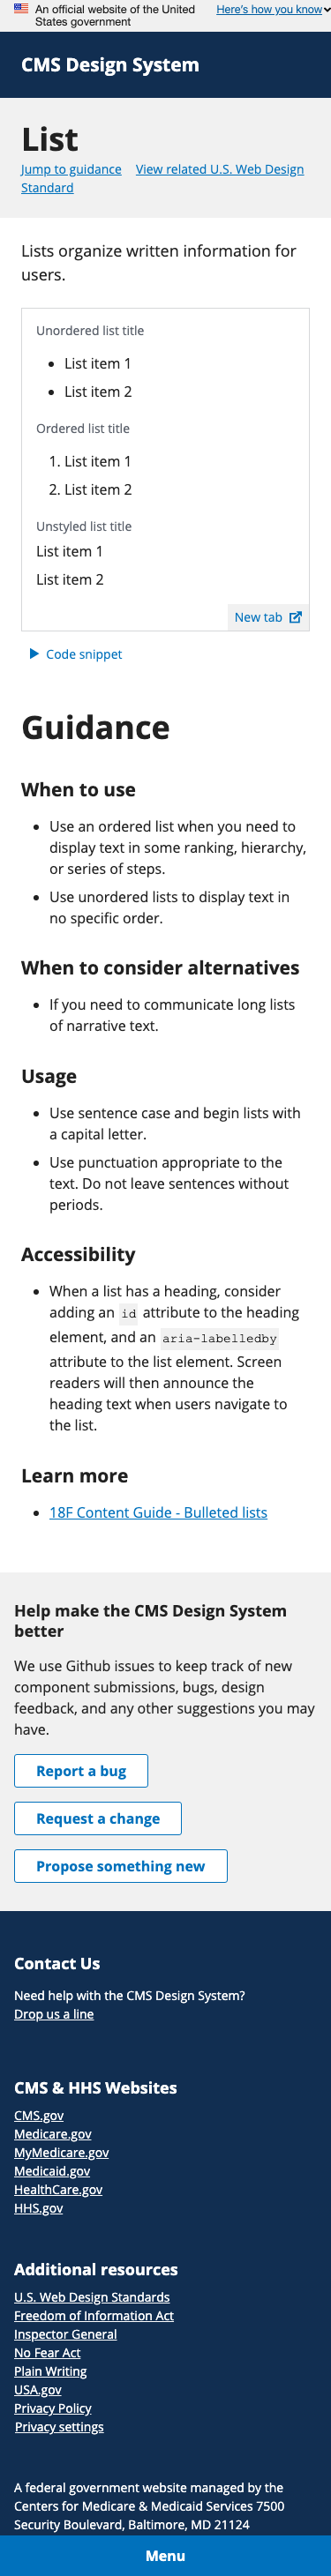 An official website of the United States government
Here's how you know
CMS Design System
List
Jump to guidance View related U.S. Web Design
Standard
Lists organize written information for
users.
Unordered list title
• List item 1
• List item 2
Ordered list title
1. List item 1
2. List item 2
Unstyled list title
List item 1
List item 2
New tab
Code snippet
Guidance
When to use
• Use an ordered list when you need to
display text in some ranking, hierarchy,
or series of steps.
• Use unordered lists to display text in
no specific order.
When to consider alternatives
• If you need to communicate long lists
of narrative text.
Usage
• Use sentence case and begin lists with
a capital letter.
• Use punctuation appropriate to the
text. Do not leave sentences without
periods.
Accessibility
• When a list has a heading, consider
adding an id attribute to the heading
element, and an aria-labelledby
attribute to the list element. Screen
readers will then announce the
heading text when users navigate to
the list.
Learn more
• 18F Content Guide - Bulleted lists
Help make the CMS Design System
better
We use Github issues to keep track of new
component submissions, bugs, design
feedback, and any other suggestions you may
have.
Report a bug
Request a change
Propose something new
Contact Us
Need help with the CMS Design System?
Drop us a line
CMS & HHS Websites
CMS.gov
Medicare.gov
MyMedicare.gov
Medicaid.gov
HealthCare.gov
HHS.gov
Additional resources
U.S. Web Design Standards
Freedom of Information Act
Inspector General
No Fear Act
Plain Writing
USA.gov
Privacy Policy
Privacy settings
A federal government website managed by the
Centers for Medicare & Medicaid Services 7500
Security Boulevard, Baltimore, MD 21124
Menu